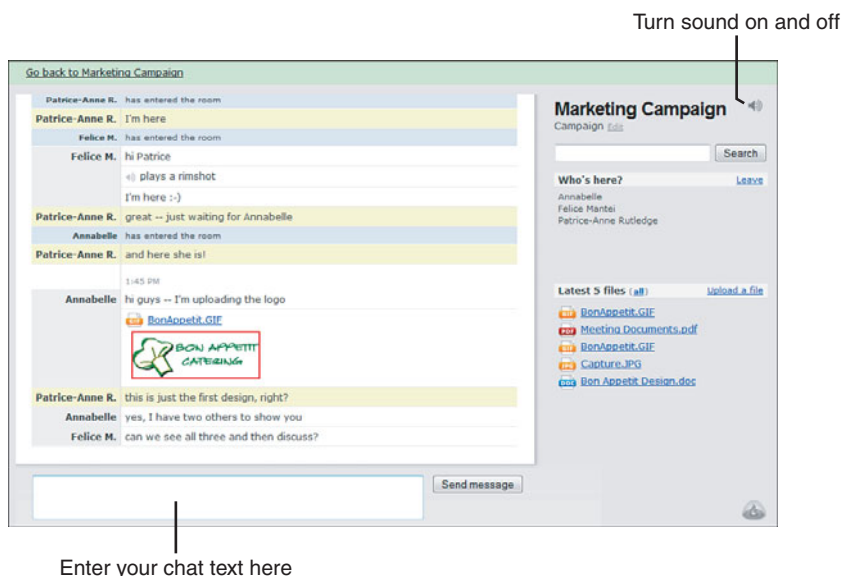 Turn sound on and off
Go back to Marketing Campaign
Patrice-Anne R. has entered the room
Patrice-Anne R. I'm here
Felice M. has entered the room
Felice M. hi Patrice
plays a rimshot
I'm here :-)
Patrice-Anne R. great -- just waiting for Annabelle
Annabelle has entered the room
Patrice-Anne R. and here she is!
1:45 PM
Annabelle hi guys -- I'm uploading the logo
GIF BonAppetit.GIF
BON APPETIT
CATERING
Patrice-Anne R. this is just the first design, right?
Annabelle yes, I have two others to show you
Felice M. can we see all three and then discuss?
Send message
Marketing Campaign
Campaign Edit
Search
Who's here? Leave
Annabelle
Felice Mantei
Patrice-Anne Rutledge
Latest 5 files (all) Upload a file
GIF BonAppetit.GIF
PDF Meeting Documents.pdf
GIF BonAppetit.GIF
JPG Capture.JPG
DOC Bon Appetit Design.doc
Enter your chat text here